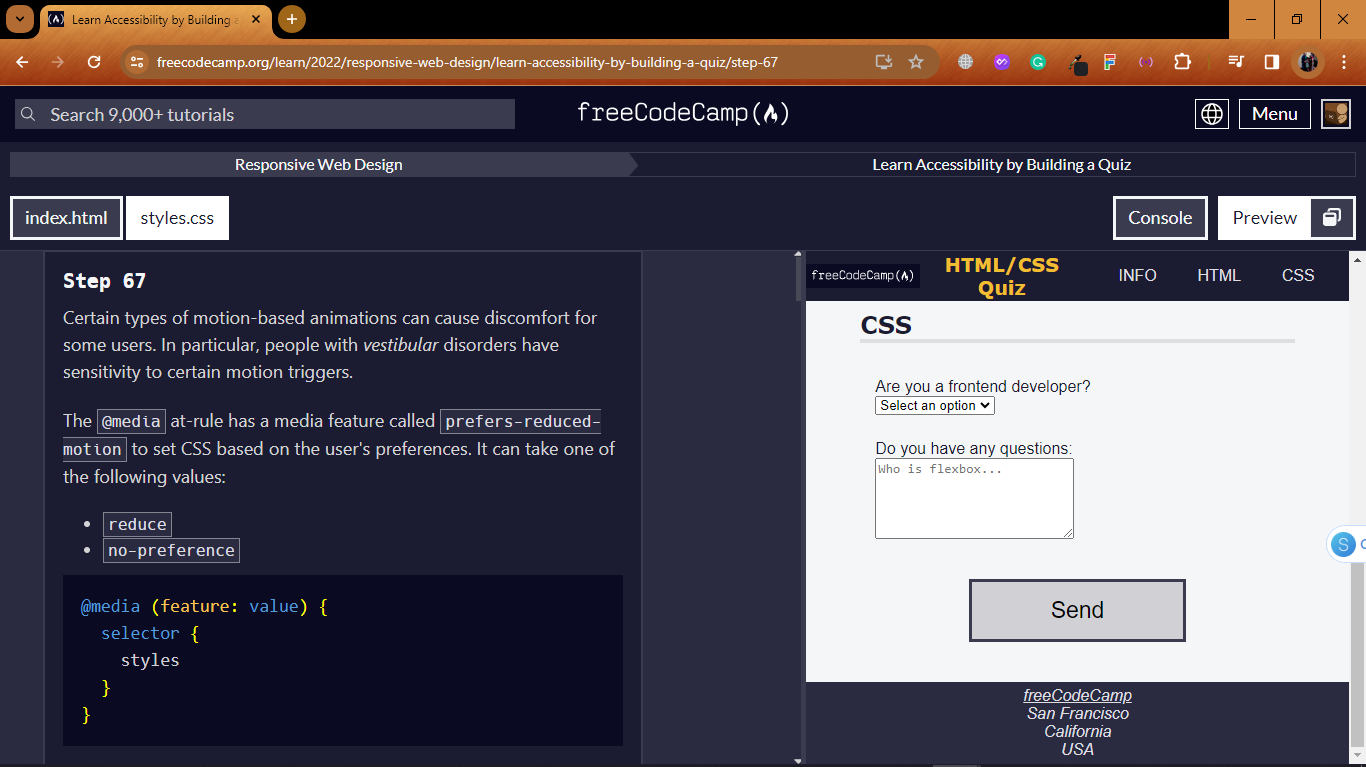 Learn Accessibility by Building a
freecodecamp.org/learn/2022/responsive-web-design/learn-accessibility-by-building-a-quiz/step-67
Search 9,000+ tutorials
freeCodeCamp
Menu
Responsive Web Design
Learn Accessibility by Building a Quiz
index.html
styles.css
Console
Preview
Step 67
Certain types of motion-based animations can cause discomfort for
some users. In particular, people with vestibular disorders have
sensitivity to certain motion triggers.
The @media at-rule has a media feature called prefers-reduced-
motion to set CSS based on the user's preferences. It can take one of
the following values:
reduce
no-preference
@media (feature: value) {
selector {
styles
}
}
freeCodeCamp
HTML/CSS
Quiz
INFO
HTML
CSS
CSS
Are you a frontend developer?
Select an option
Do you have any questions:
Who is flexbox...
Send
freeCodeCamp
San Francisco
California
USA